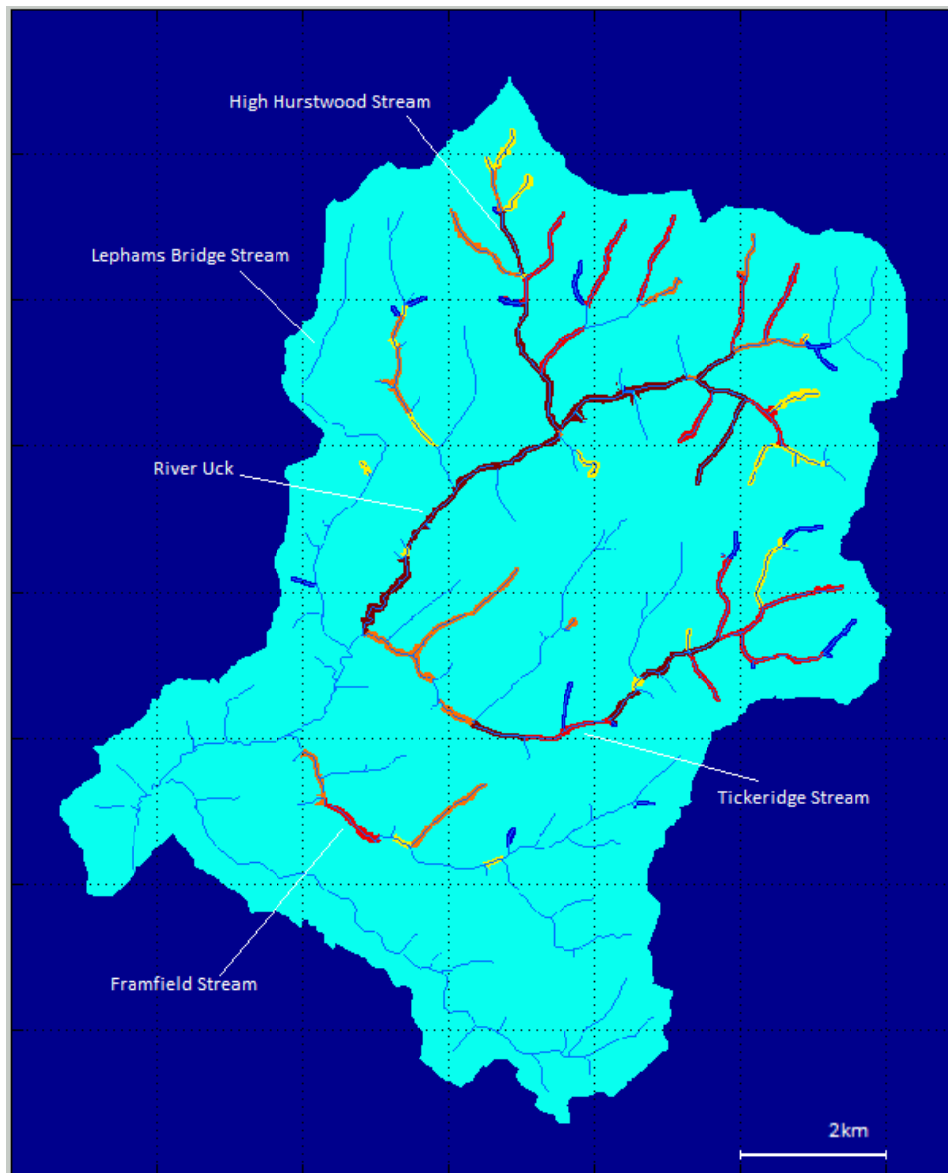 High Hurstwood Stream
Lephams Bridge Stream
River Uck
Tickeridge Stream
Framfield Stream
2km